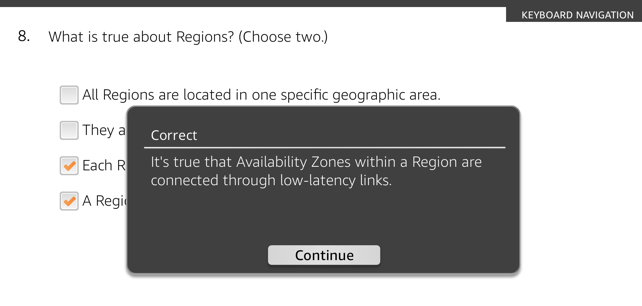 KEYBOARD NAVIGATION
8. What is true about Regions? (Choose two.)
All Regions are located in one specific geographic area.
They a
Each R
A Regi
Correct
It's true that Availability Zones within a Region are
connected through low-latency links.
Continue